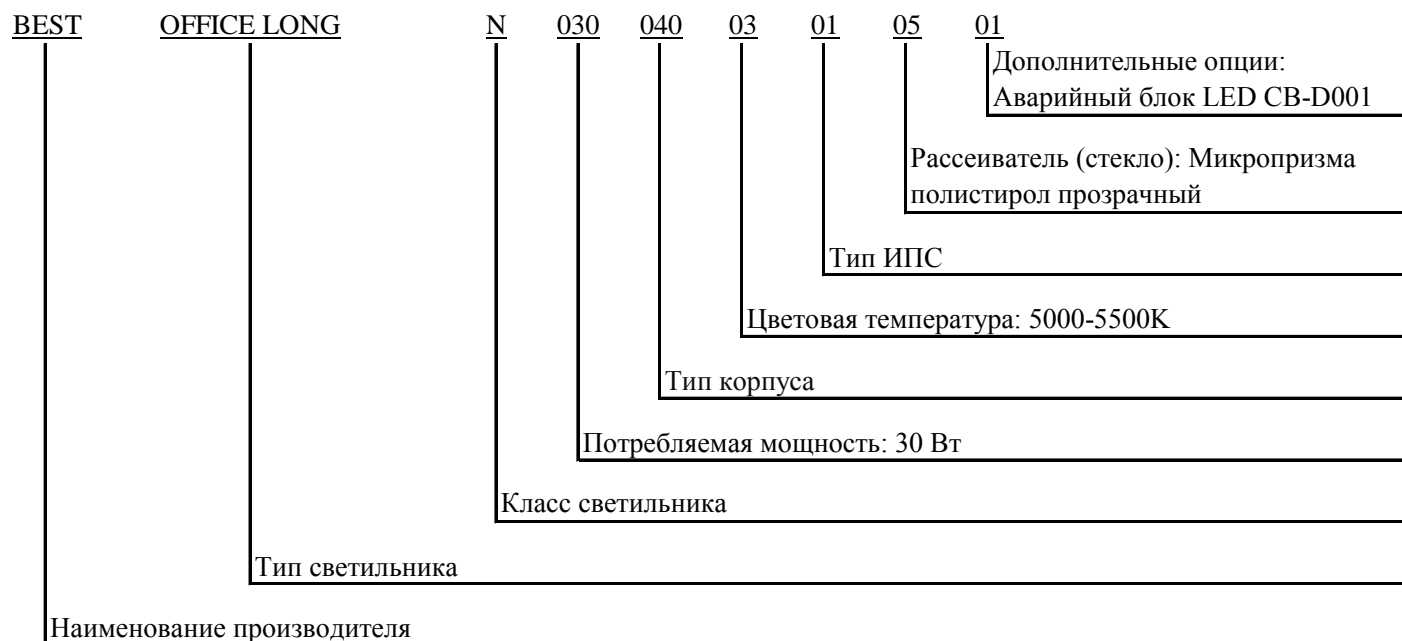 BEST OFFICE LONG N 030 040 03 01 05 01
Дополнительные опции:
Аварийный блок LED CB-D001
Рассеиватель (стекло): Микропризма
полистирол прозрачный
Тип ИПС
Цветовая температура: 5000-5500K
Тип корпуса
Потребляемая мощность: 30 Вт
Класс светильника
Тип светильника
Наименование производителя